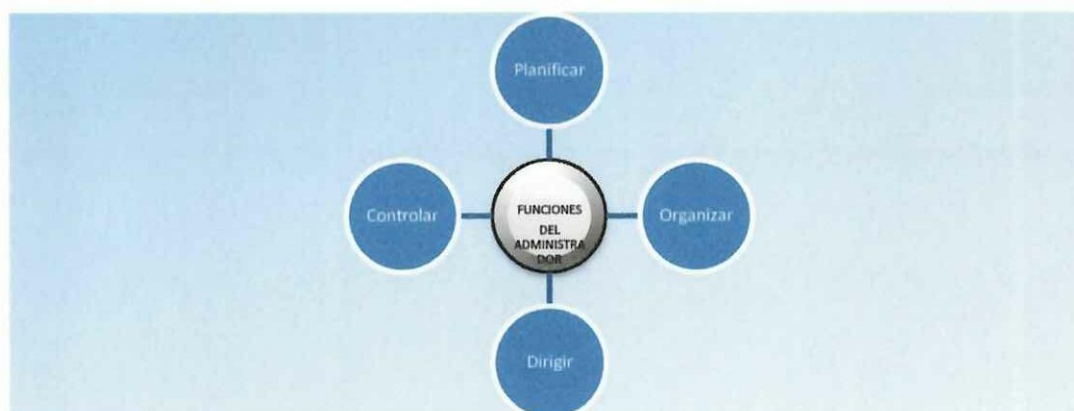 Planificar
Controlar
FUNCIONES
DEL
ADMINISTRA
DOR
Organizar
Dirigir